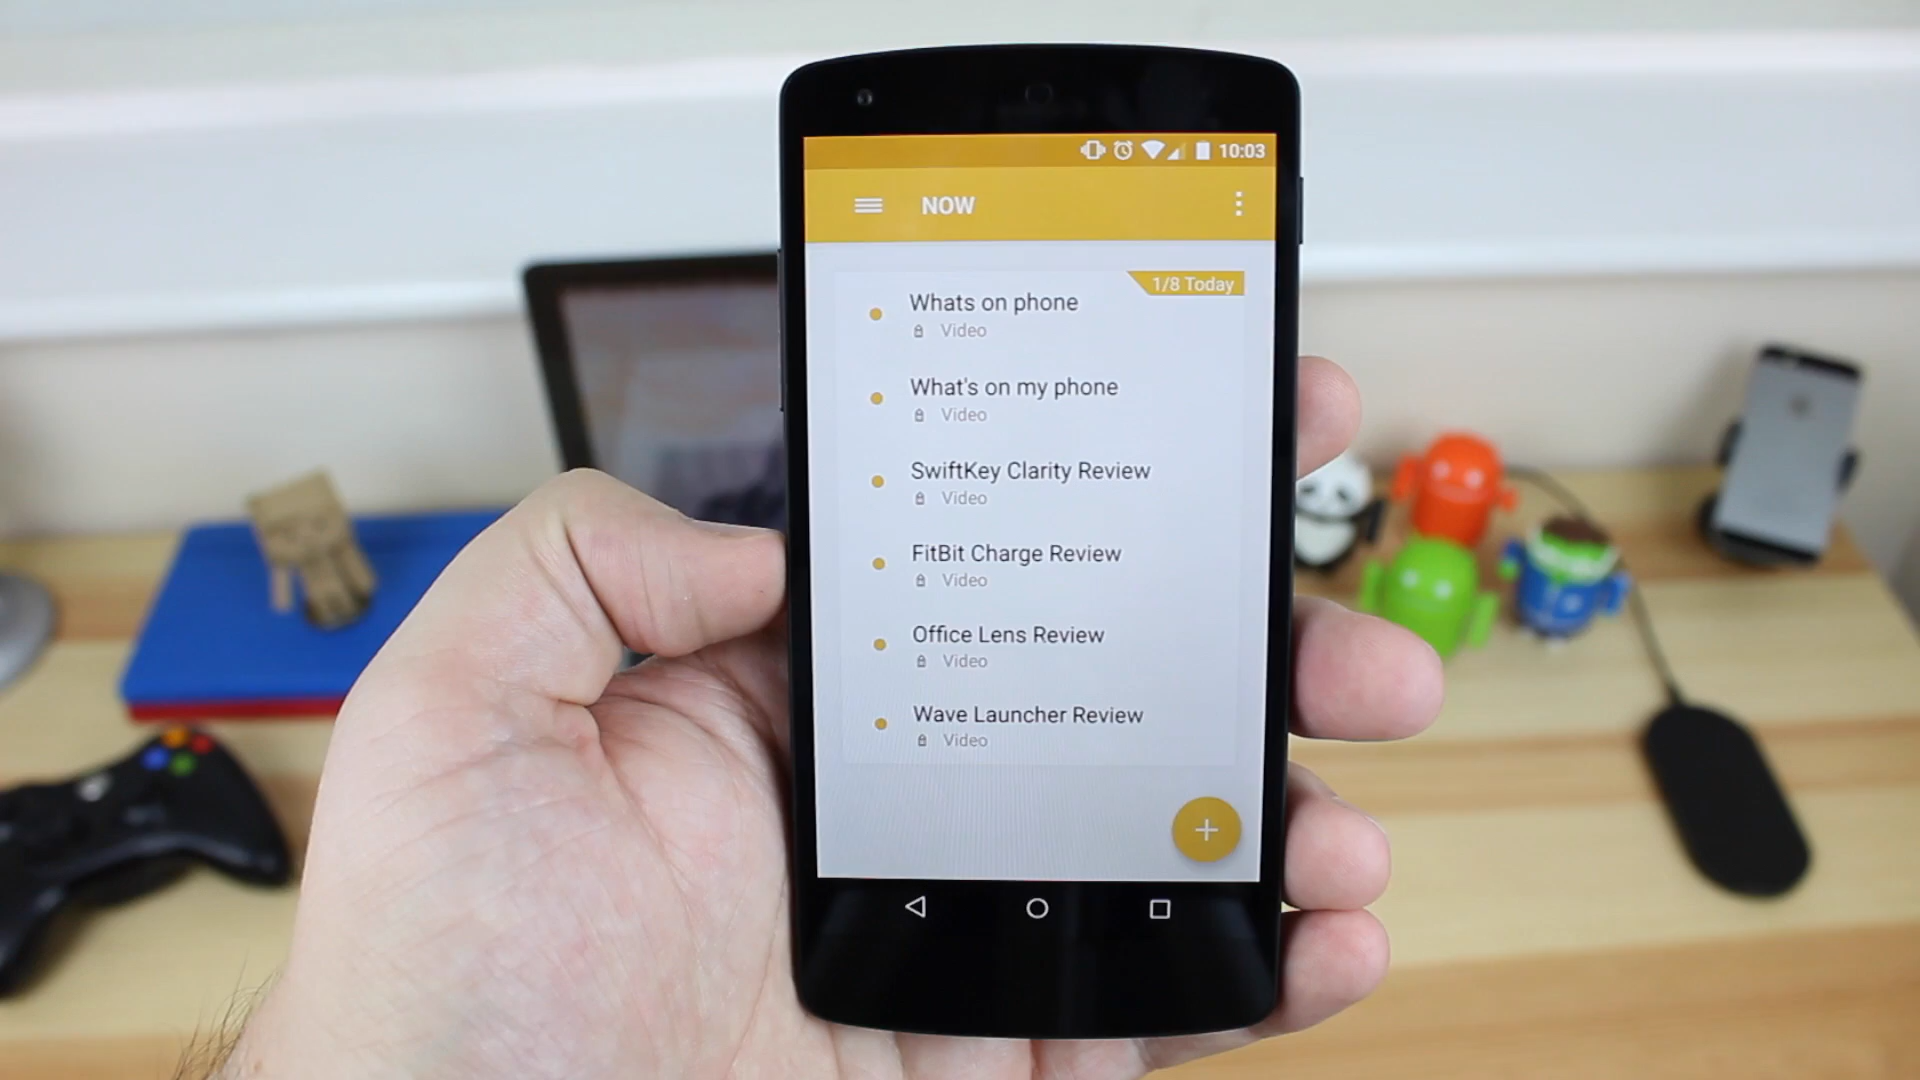 10:03
NOW
1/8 Today
Whats on phone
Video
What's on my phone
Video
SwiftKey Clarity Review
Video
FitBit Charge Review
Video
Office Lens Review
Video
Wave Launcher Review
Video